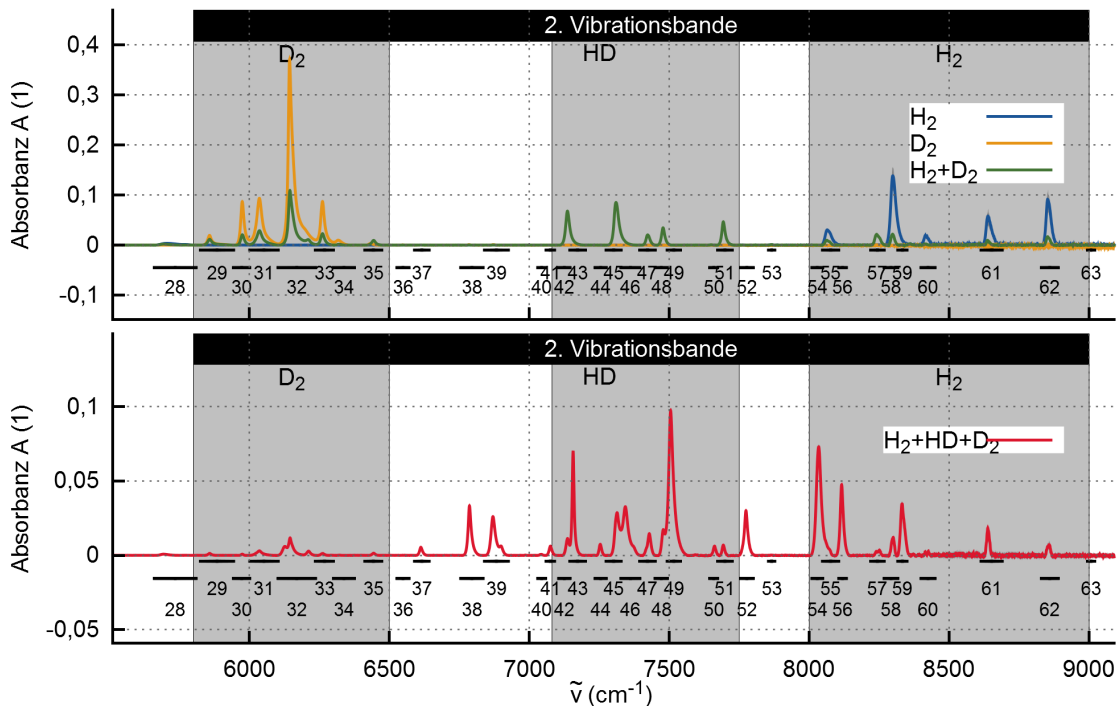 2. Vibrationsbande
D₂ HD H₂
0,4
0,3
0,2
0,1
0
-0,1
Absorbanz A (1)
H₂
D₂
H₂+D₂
29 31 33 35 37 39 41 43 45 47 49 51 53 55 57 59 61 63
28 30 32 34 36 38 40 42 44 46 48 50 52 54 56 58 60 62
2. Vibrationsbande
D₂ HD H₂
0,1
0,05
0
-0,05
Absorbanz A (1)
H₂+HD+D₂
29 31 33 35 37 39 41 43 45 47 49 51 53 55 57 59 61 63
28 30 32 34 36 38 40 42 44 46 48 50 52 54 56 58 60 62
6000 6500 7000 7500 8000 8500 9000
ṽ (cm⁻¹)